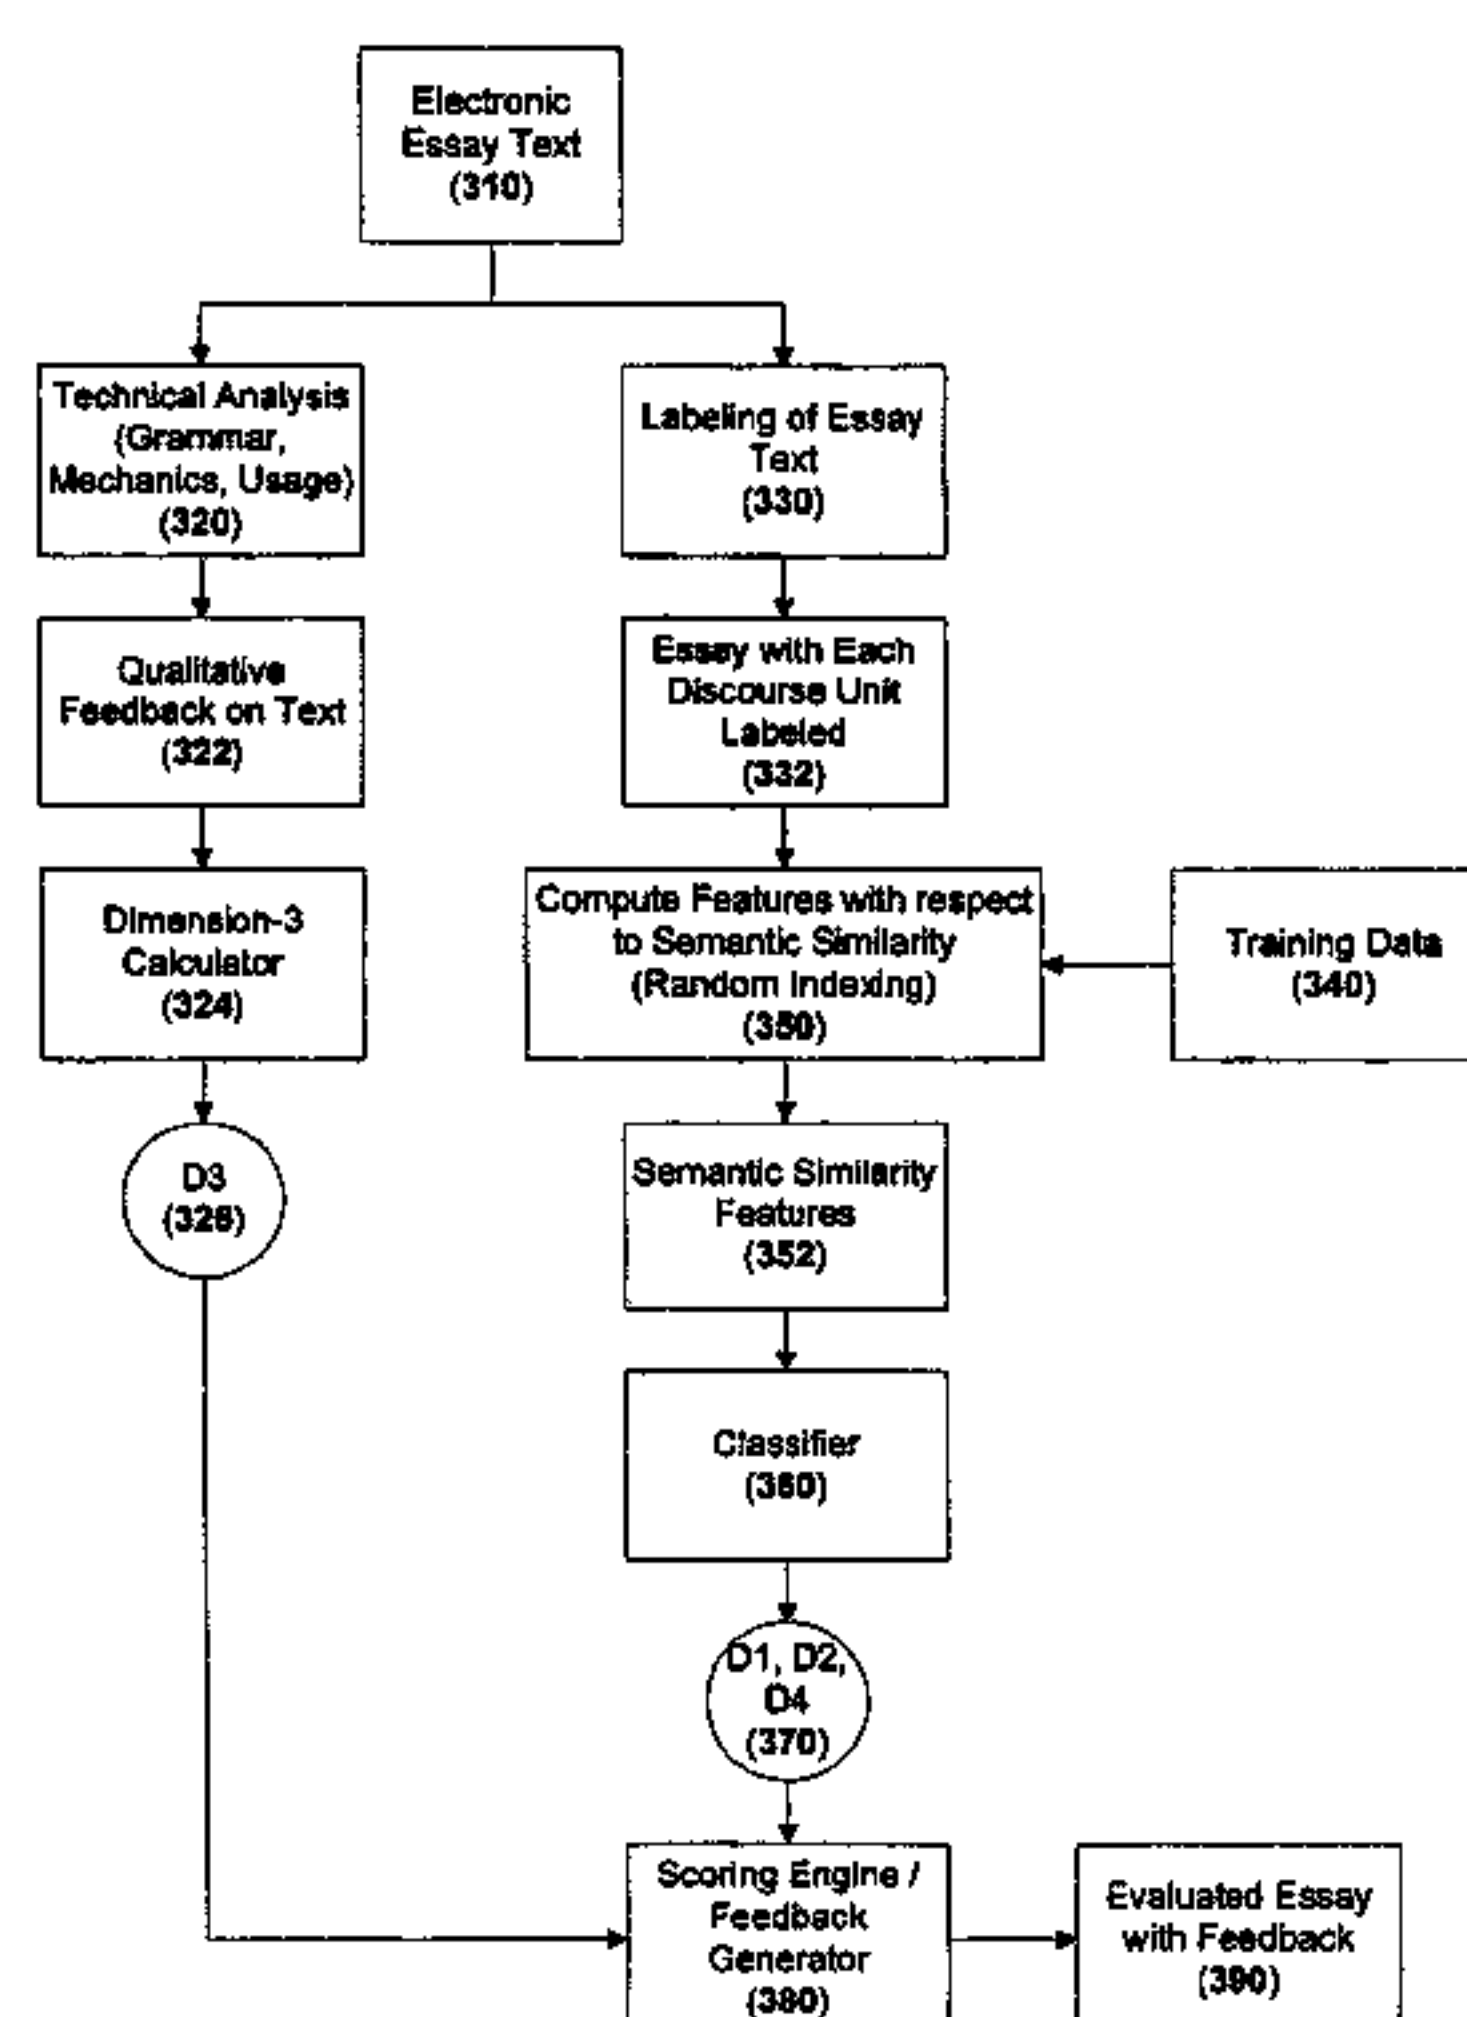 Electronic
Essay Text
(310)
Technical Analysis
(Grammar,
Mechanics, Usage)
(320)
Labeling of Essay
Text
(330)
Qualitative
Feedback on Text
(322)
Essay with Each
Discourse Unit
Labeled
(332)
Dimension-3
Calculator
(324)
Compute Features with respect
to Semantic Similarity
(Random Indexing)
(350)
Training Data
(340)
D3
(326)
Semantic Similarity
Features
(352)
Classifier
(360)
D1, D2,
D4
(370)
Scoring Engine /
Feedback
Generator
(380)
Evaluated Essay
with Feedback
(390)